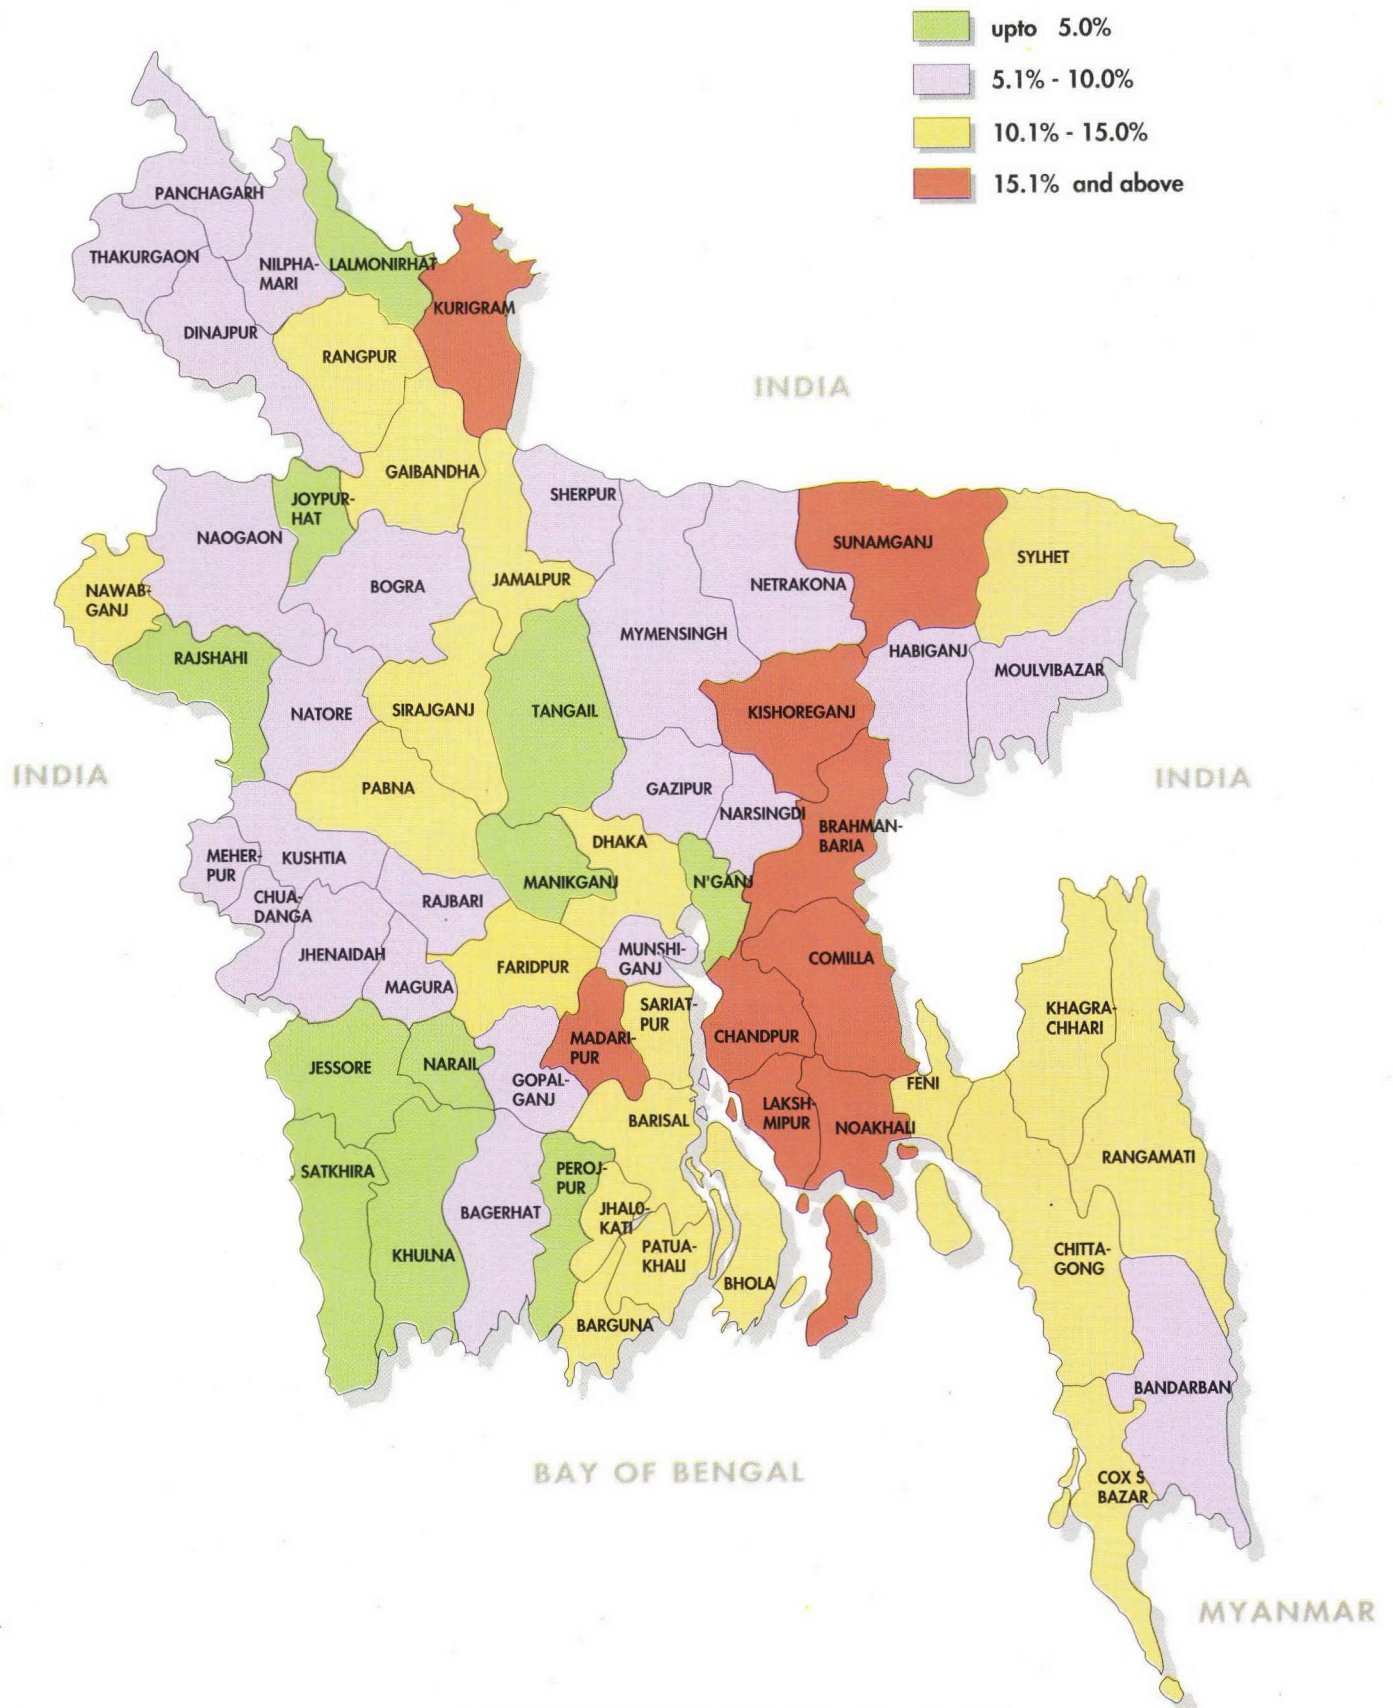 upto 5.0%
5.1% - 10.0%
10.1% - 15.0%
15.1% and above
PANCHAGARH
THAKURGAON
NILPHA-
MARI
LALMONIRHAT
KURIGRAM
DINAJPUR
RANGPUR
INDIA
GAIBANDHA
JOYPUR-
HAT
SHERPUR
NAOGAON
SUNAMGANJ
SYLHET
NAWAB-
GANJ
BOGRA
JAMALPUR
NETRAKONA
MYMENSINGH
RAJSHAHI
HABIGANJ
MOULVIBAZAR
NATORE
SIRAJGANJ
TANGAIL
KISHOREGANJ
INDIA
PABNA
GAZIPUR
INDIA
NARSINGDI
BRAHMAN-
BARIA
DHAKA
MEHER-
PUR
KUSHTIA
MANIKGANJ
N'GANJ
CHUA-
DANGA
RAJBARI
JHENAIDAH
MAGURA
FARIDPUR
MUNSHI-
GANJ
COMILLA
SARIAT-
PUR
KHAGRA-
CHHARI
MADARI-
PUR
CHANDPUR
JESSORE
NARAIL
GOPAL-
GANJ
FENI
BARISAL
LAKSH-
MIPUR
NOAKHALI
RANGAMATI
SATKHIRA
PEROJ-
PUR
BAGERHAT
JHALO-
KATI
KHULNA
PATUA-
KHALI
CHITTA-
GONG
BHOLA
BARGUNA
BANDARBAN
BAY OF BENGAL
COX S
BAZAR
MYANMAR